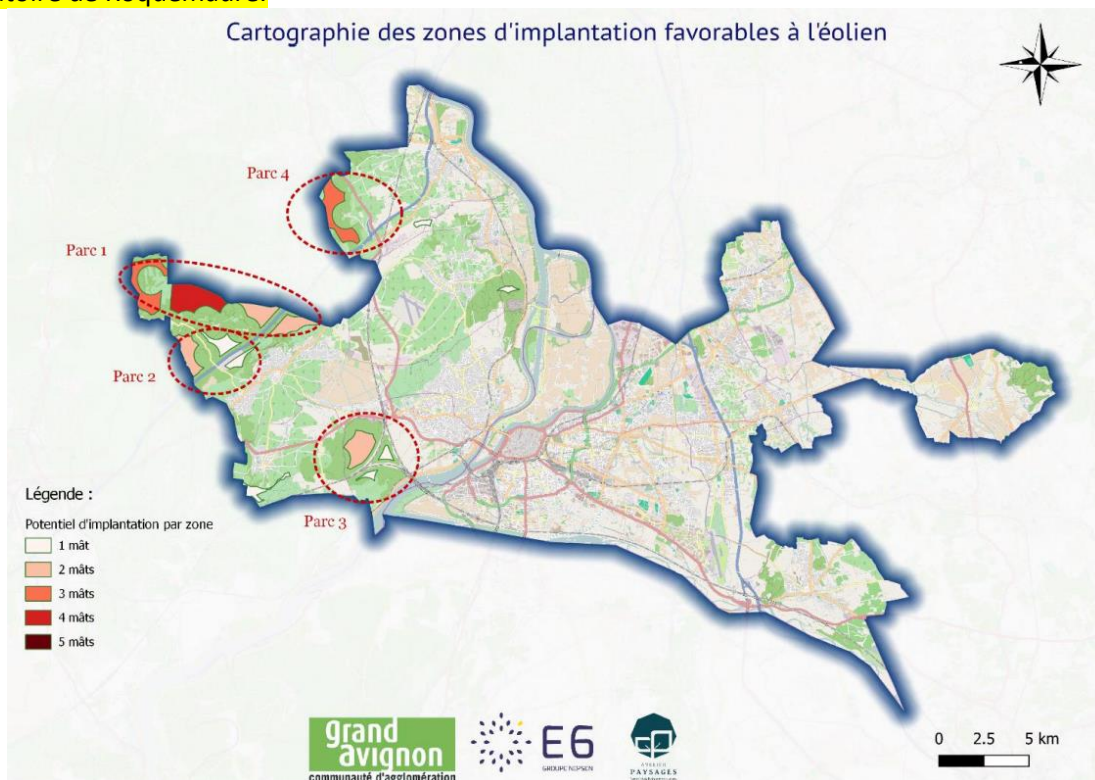 Cartographie des zones d'implantation favorables à l'éolien
Parc 4
Parc 1
Parc 2
Parc 3
Légende :
Potentiel d'implantation par zone
1 mât
2 mâts
3 mâts
4 mâts
5 mâts
grand
avignon
communauté d'agglomération
E6
GROUPE NEPSEN
ATELIER
PAYSAGES
0 2.5 5 km